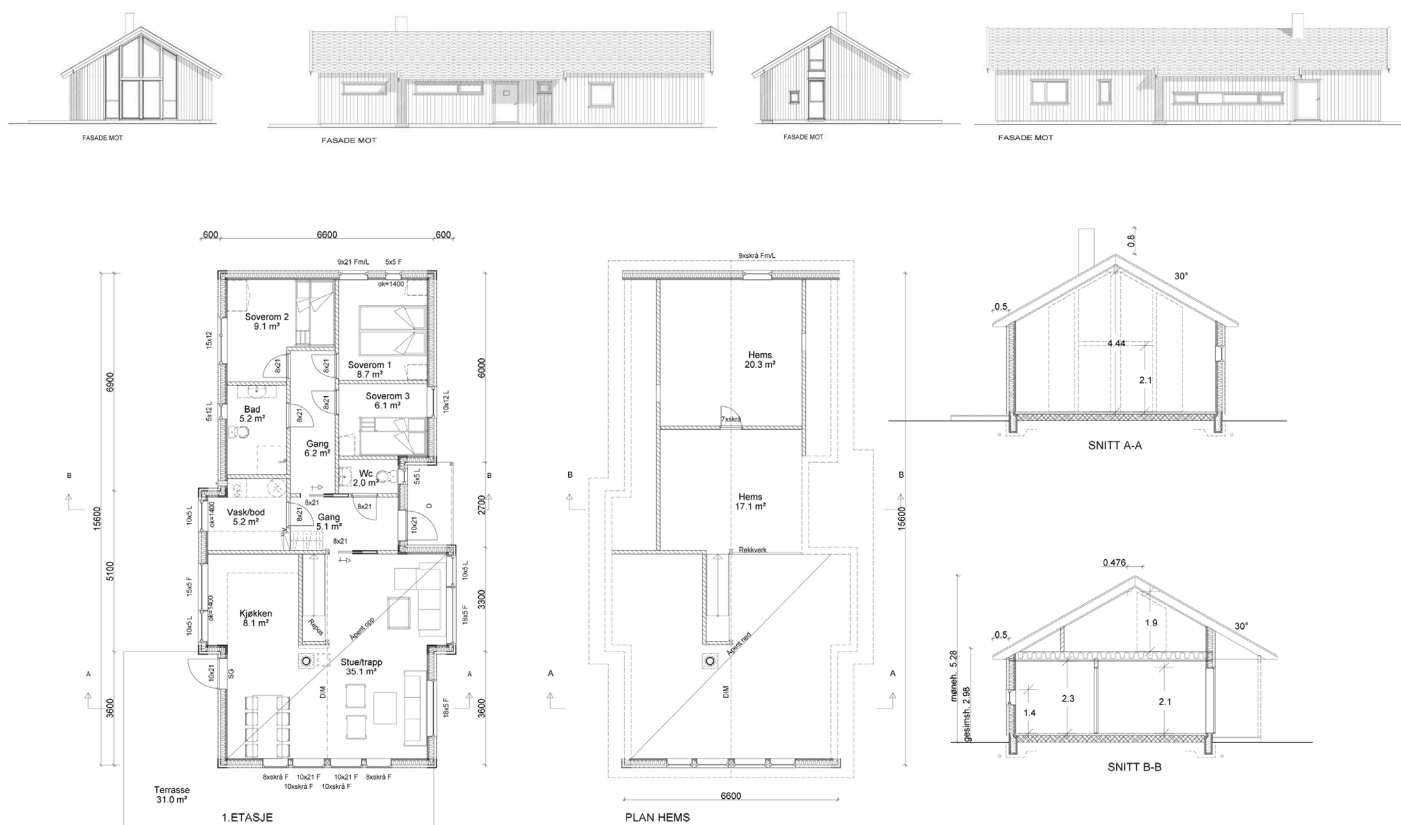 FASADE MOT
FASADE MOT
FASADE MOT
FASADE MOT
600
6600
600
9x21 Fm/L
5x5 F
ok=1400
Soverom 2
9.1 m²
Soverom 1
8.7 m²
Soverom 3
6.1 m²
Bad
5.2 m²
Gang
6.2 m²
Wc
2.0 m²
Vask/bod
5.2 m²
Gang
5.1 m²
Kjøkken
8.1 m²
Stue/trapp
35.1 m²
Terrasse
31.0 m²
15x12
5x12 L
10x5 L
ok=1400
15x5 F
ok=1400
10x5 L
10x21
SG
8x21
8x21
8x21
8x21
8x21
8x21
8x21
8x21
10x12 L
5x5 L
D
10x21
10x5 L
18x5 F
18x5 F
VV
Repos
Åpent opp
DIM
6900
5100
3600
15600
6000
2700
3300
3600
B
B
A
A
8xskrå F
10x21 F
10x21 F
8xskrå F
10xskrå F
10xskrå F
1.ETASJE
9xskrå Fm/L
Hems
20.3 m²
7xskrå
Hems
17.1 m²
Rekkverk
Åpent ned
DIM
15600
B
B
A
A
6600
PLAN HEMS
0.8
30°
0.5
4.44
2.1
SNITT A-A
0.476
0.5
30°
1.9
2.3
2.1
1.4
møneh. 5.28
gesimsh. 2.98
SNITT B-B